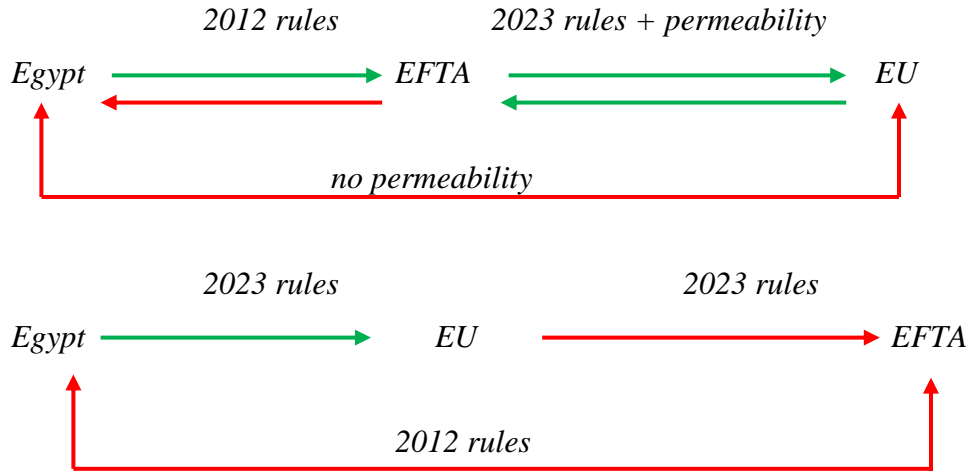 2012 rules 2023 rules + permeability
Egypt EFTA EU
no permeability
2023 rules 2023 rules
Egypt EU EFTA
2012 rules